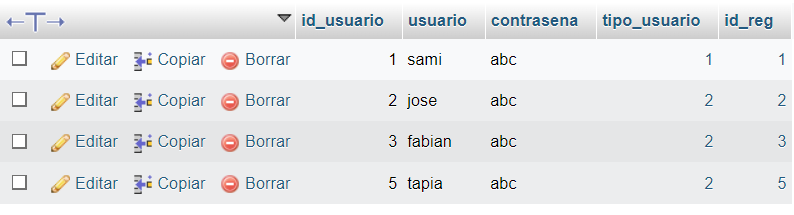 id_usuario usuario contrasena tipo_usuario id_reg
Editar Copiar Borrar 1 sami abc 1 1
Editar Copiar Borrar 2 jose abc 2 2
Editar Copiar Borrar 3 fabian abc 2 3
Editar Copiar Borrar 5 tapia abc 2 5